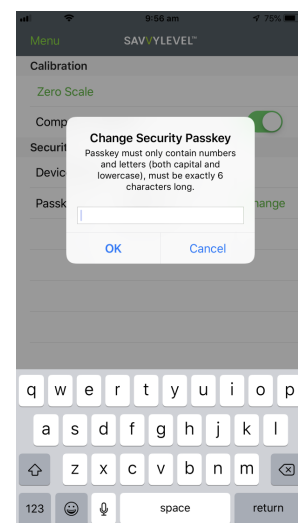 9:56 am 75%
Menu SAVVYLEVEL™
Calibration
Zero Scale
Comp
Securit
Devic
Passk hange
Change Security Passkey
Passkey must only contain numbers
and letters (both capital and
lowercase), must be exactly 6
characters long.
OK Cancel
q w e r t y u i o p
a s d f g h j k l
z x c v b n m
123 space return